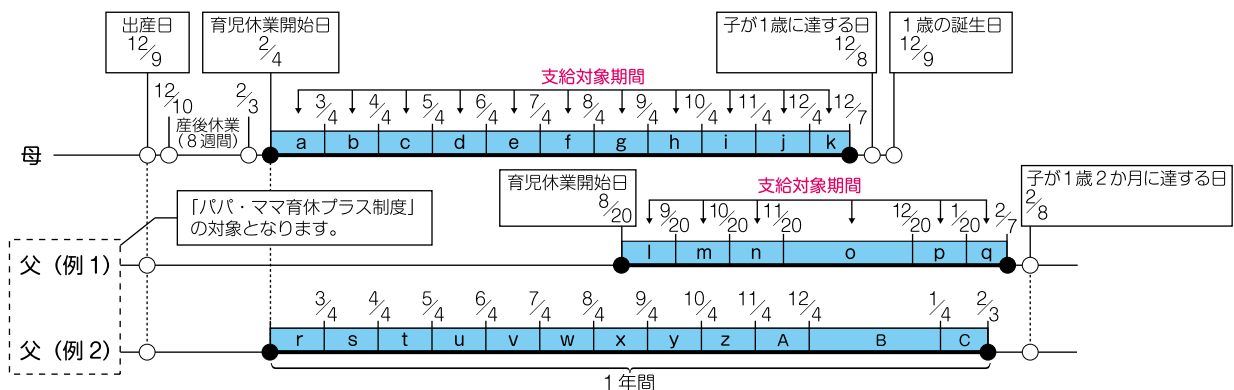 出産日
12/9
育児休業開始日
2/4
子が1歳に達する日
12/8
1歳の誕生日
12/9
支給対象期間
12/10
2/3
3/4 4/4 5/4 6/4 7/4 8/4 9/4 10/4 11/4 12/4 12/7
産後休業
(8週間)
母
a b c d e f g h i j k
「パパ・ママ育休プラス制度」
の対象となります。
育児休業開始日
8/20
支給対象期間
子が1歳2か月に達する日
2/8
9/20 10/20 11/20 12/20 1/20 2/7
父(例1)
l m n o p q
3/4 4/4 5/4 6/4 7/4 8/4 9/4 10/4 11/4 12/4 1/4 2/3
父(例2)
r s t u v w x y z A B C
1年間